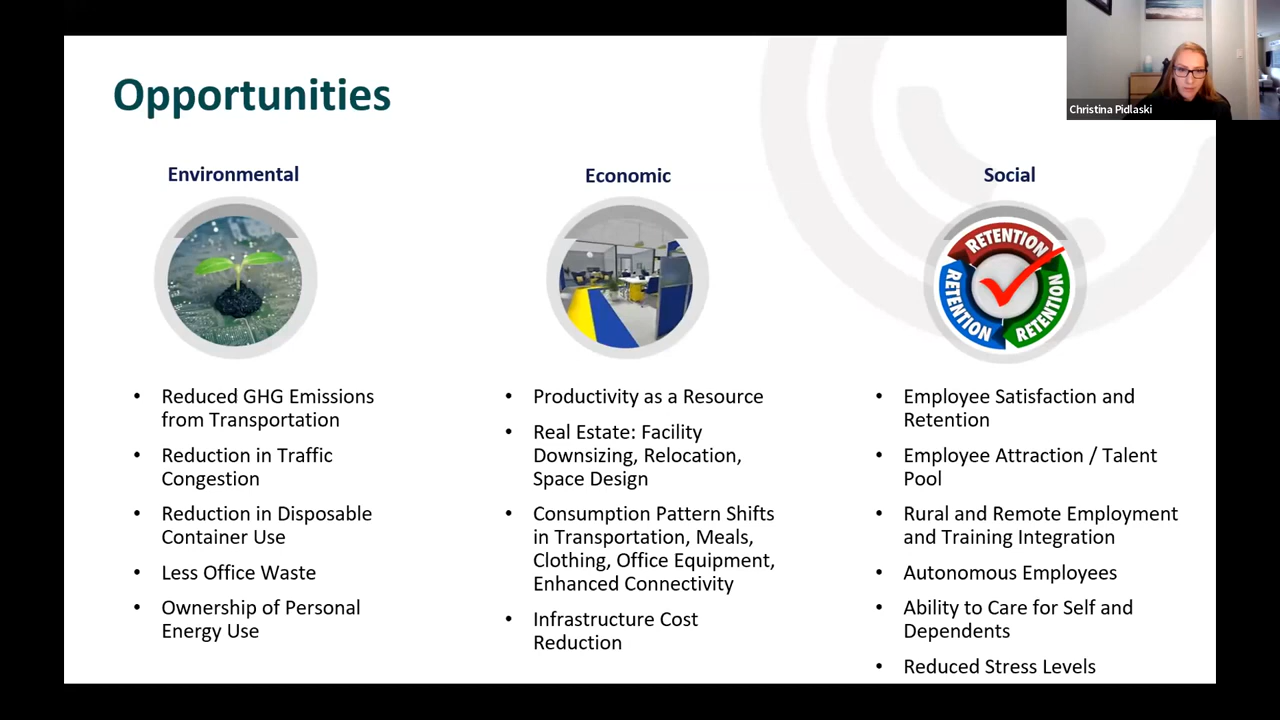 Opportunities
Christina Pidlaski
Environmental
Economic
Social
RETENTION
RETENTION
RETENTION
• Reduced GHG Emissions
from Transportation
• Reduction in Traffic
Congestion
• Reduction in Disposable
Container Use
• Less Office Waste
• Ownership of Personal
Energy Use
• Productivity as a Resource
• Real Estate: Facility
Downsizing, Relocation,
Space Design
• Consumption Pattern Shifts
in Transportation, Meals,
Clothing, Office Equipment,
Enhanced Connectivity
• Infrastructure Cost
Reduction
• Employee Satisfaction and
Retention
• Employee Attraction / Talent
Pool
• Rural and Remote Employment
and Training Integration
• Autonomous Employees
• Ability to Care for Self and
Dependents
• Reduced Stress Levels